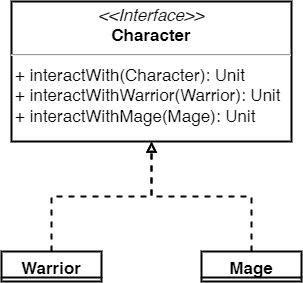 <<Interface>>
Character
+ interactWith(Character): Unit
+ interactWithWarrior(Warrior): Unit
+ interactWithMage(Mage): Unit
Warrior
Mage